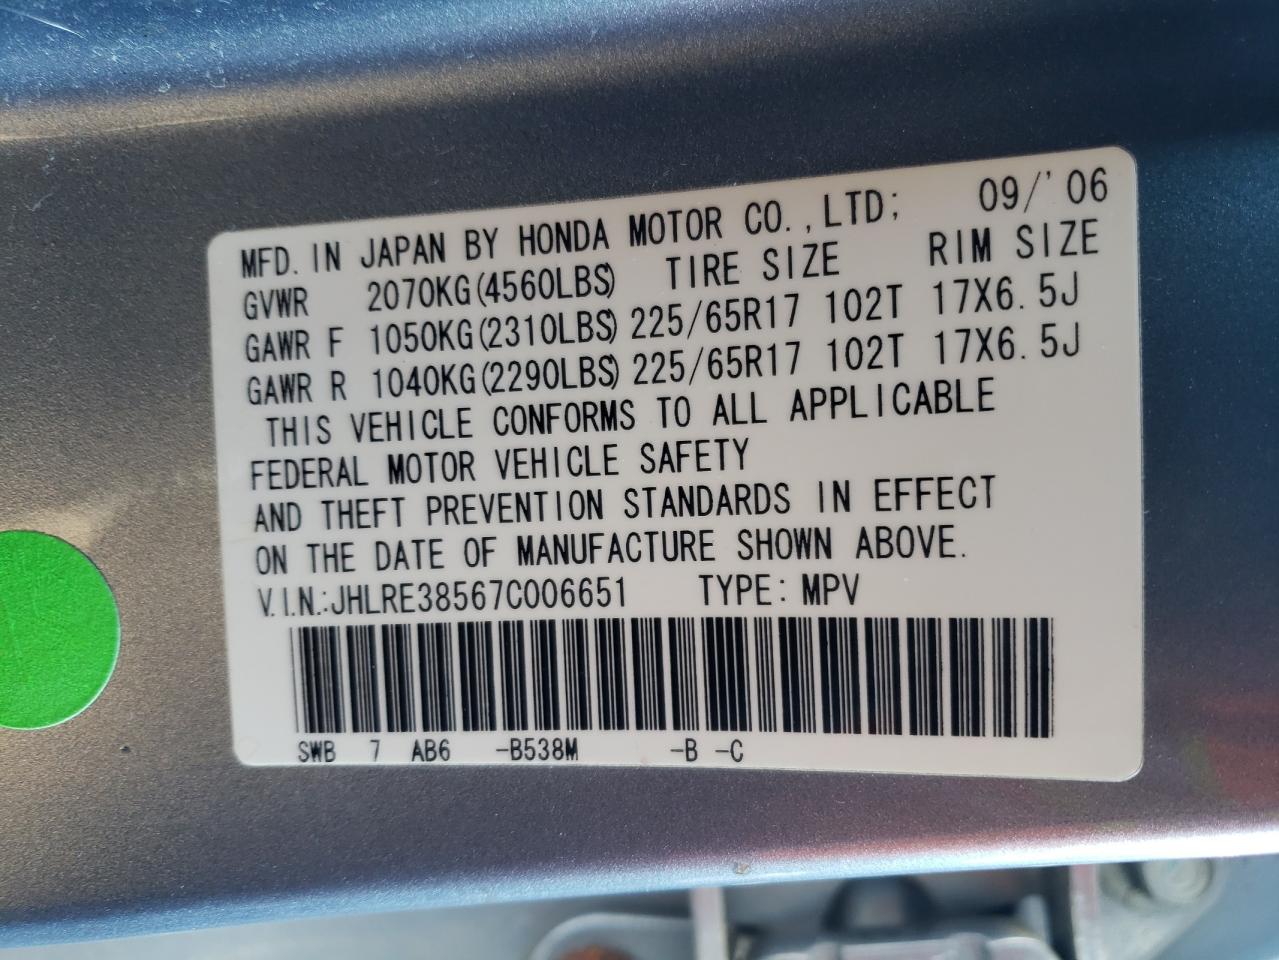 MFD. IN JAPAN BY HONDA MOTOR CO., LTD; 09/'06
GVWR 2070KG(4560LBS) TIRE SIZE RIM SIZE
GAWR F 1050KG(2310LBS) 225/65R17 102T 17X6.5J
GAWR R 1040KG(2290LBS) 225/65R17 102T 17X6.5J
THIS VEHICLE CONFORMS TO ALL APPLICABLE
FEDERAL MOTOR VEHICLE SAFETY
AND THEFT PREVENTION STANDARDS IN EFFECT
ON THE DATE OF MANUFACTURE SHOWN ABOVE.
V.I.N.:JHLRE38567C006651 TYPE: MPV
SWB 7 AB6 -B538M -B -C